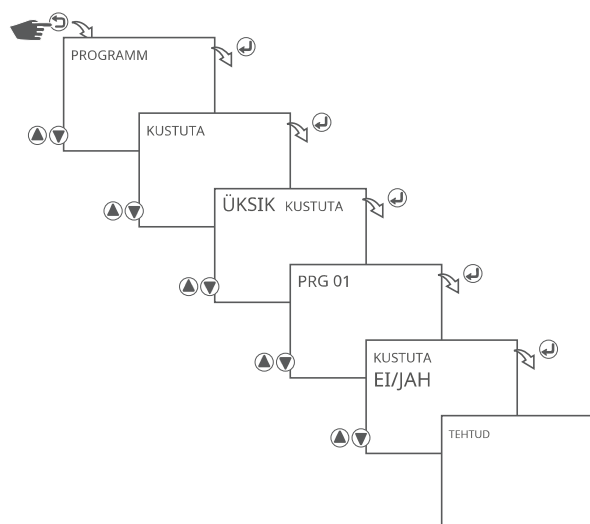 PROGRAMM
KUSTUTA
ÜKSIK KUSTUTA
PRG 01
KUSTUTA
EI/JAH
TEHTUD